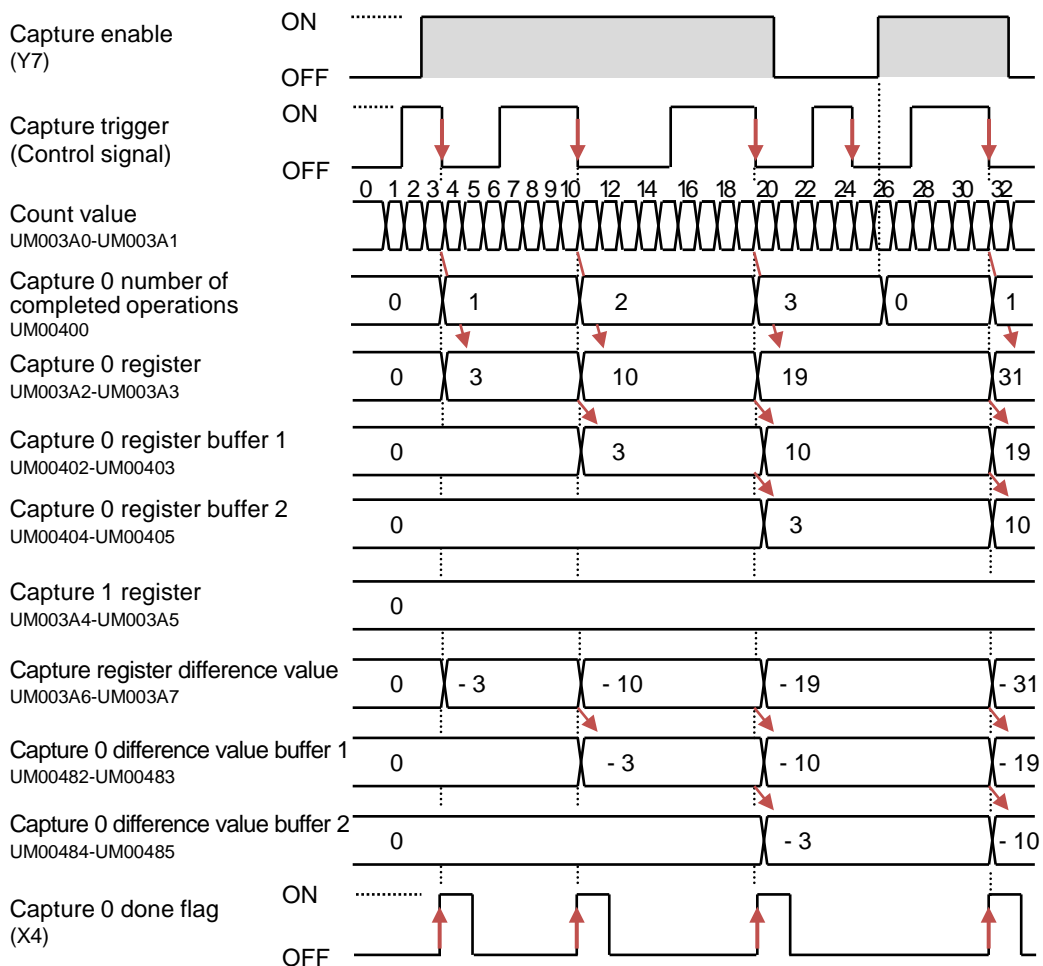 Capture enable
(Y7)
ON
OFF
Capture trigger
(Control signal)
ON
OFF
Count value
UM003A0-UM003A1
0 1 2 3 4 5 6 7 8 9 10 12 14 16 18 20 22 24 26 28 30 32
Capture 0 number of
completed operations
UM00400
0 1 2 3 0 1
Capture 0 register
UM003A2-UM003A3
0 3 10 19 31
Capture 0 register buffer 1
UM00402-UM00403
0 3 10 19
Capture 0 register buffer 2
UM00404-UM00405
0 3 10
Capture 1 register
UM003A4-UM003A5
0
Capture register difference value
UM003A6-UM003A7
0 - 3 - 10 - 19 - 31
Capture 0 difference value buffer 1
UM00482-UM00483
0 - 3 - 10 - 19
Capture 0 difference value buffer 2
UM00484-UM00485
0 - 3 - 10
Capture 0 done flag
(X4)
ON
OFF